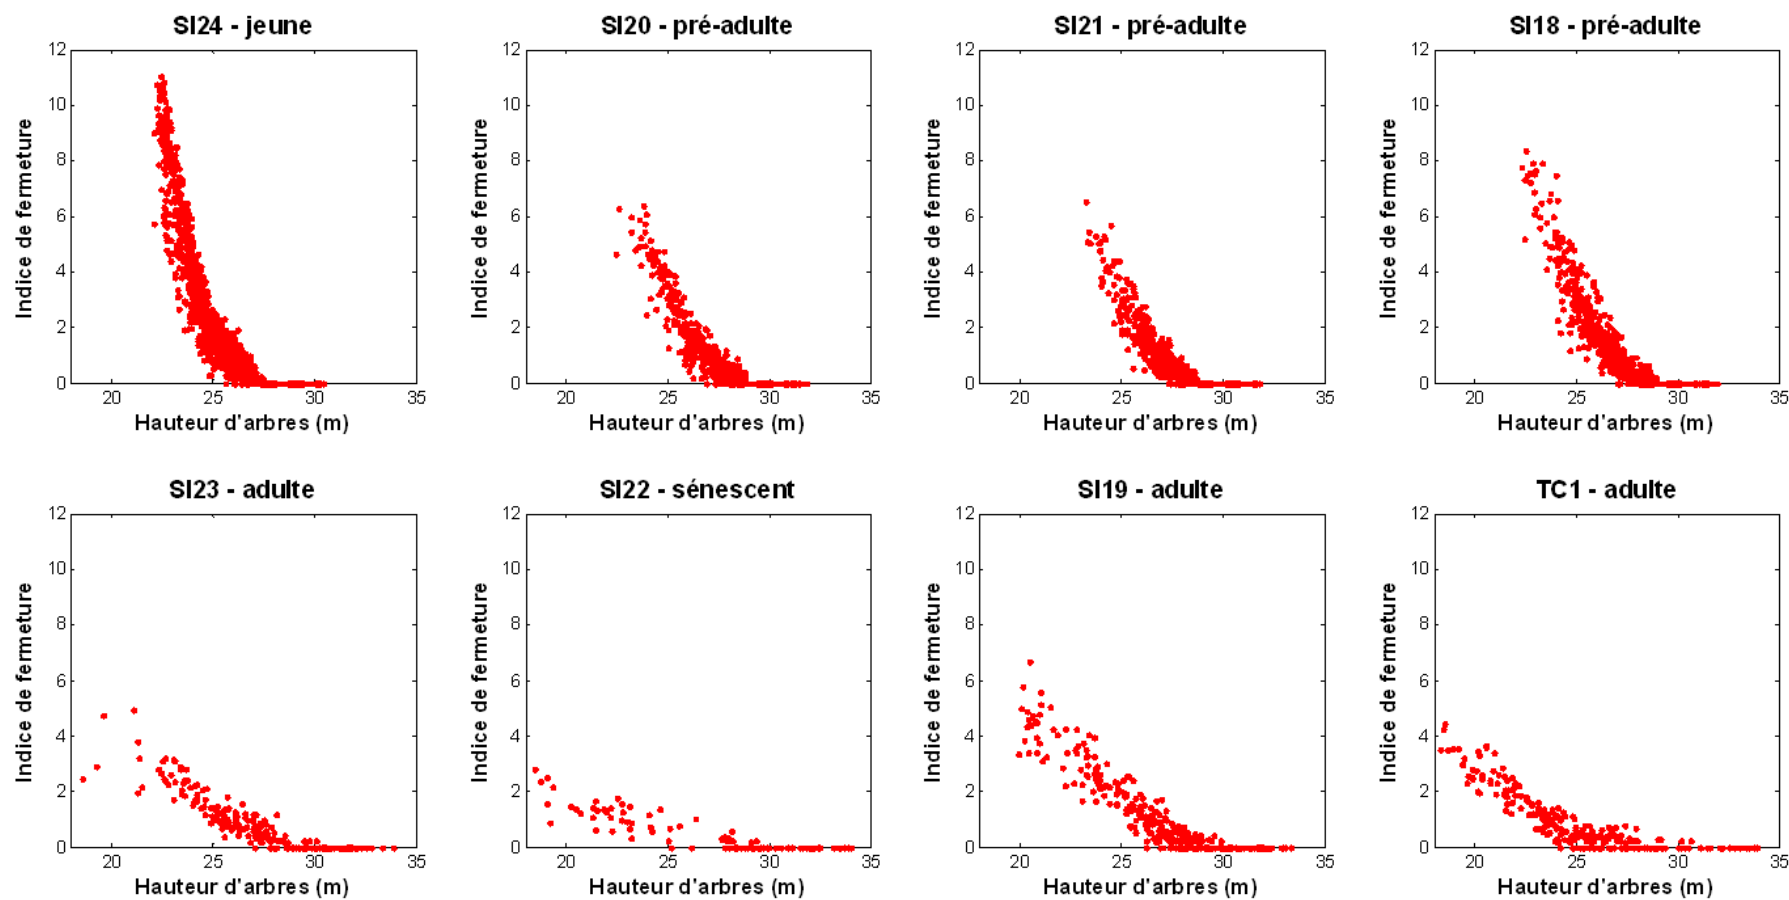 SI24 - jeune
12
10
8
6
4
2
0
20 25 30 35
Indice de fermeture
Hauteur d'arbres (m)
SI20 - pré-adulte
12
10
8
6
4
2
0
20 25 30 35
Indice de fermeture
Hauteur d'arbres (m)
SI21 - pré-adulte
12
10
8
6
4
2
0
20 25 30 35
Indice de fermeture
Hauteur d'arbres (m)
SI18 - pré-adulte
12
10
8
6
4
2
0
20 25 30 35
Indice de fermeture
Hauteur d'arbres (m)
SI23 - adulte
12
10
8
6
4
2
0
20 25 30 35
Indice de fermeture
Hauteur d'arbres (m)
SI22 - sénescent
12
10
8
6
4
2
0
20 25 30 35
Indice de fermeture
Hauteur d'arbres (m)
SI19 - adulte
12
10
8
6
4
2
0
20 25 30 35
Indice de fermeture
Hauteur d'arbres (m)
TC1 - adulte
12
10
8
6
4
2
0
20 25 30 35
Indice de fermeture
Hauteur d'arbres (m)